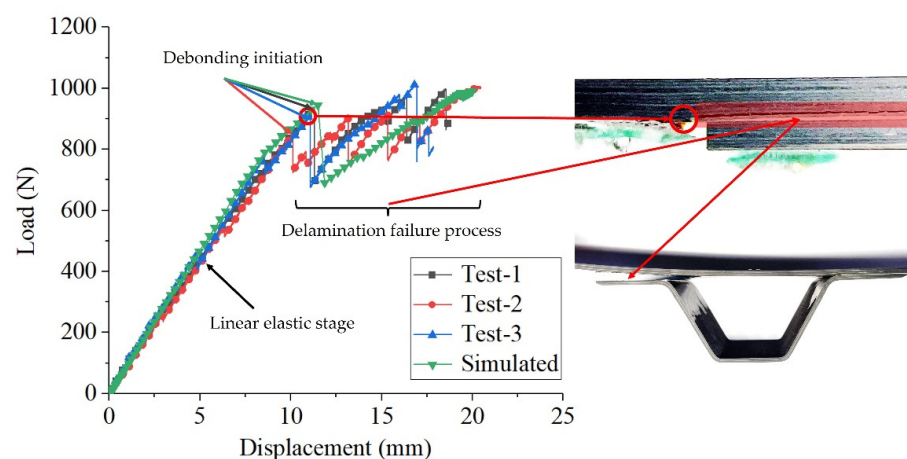 1200
1000
800
600
400
200
0
Load (N)
0 5 10 15 20 25
Displacement (mm)
Debonding initiation
Delamination failure process
Linear elastic stage
Test-1
Test-2
Test-3
Simulated